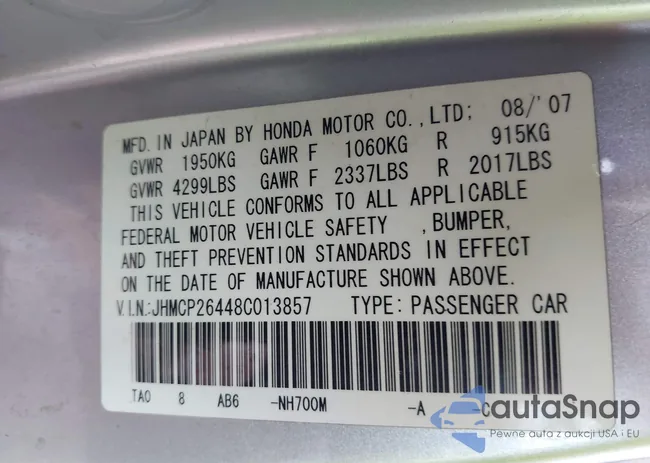 MFD. IN JAPAN BY HONDA MOTOR CO., LTD; 08/'07
GVWR 1950KG GAWR F 1060KG R 915KG
GVWR 4299LBS GAWR F 2337LBS R 2017LBS
THIS VEHICLE CONFORMS TO ALL APPLICABLE
FEDERAL MOTOR VEHICLE SAFETY , BUMPER,
AND THEFT PREVENTION STANDARDS IN EFFECT
ON THE DATE OF MANUFACTURE SHOWN ABOVE.
V.I.N.:JHMCP26448C013857 TYPE: PASSENGER CAR
TA0 8 AB6 -NH700M -A -C
autaSnap
Pewne auta z aukcji USA i EU